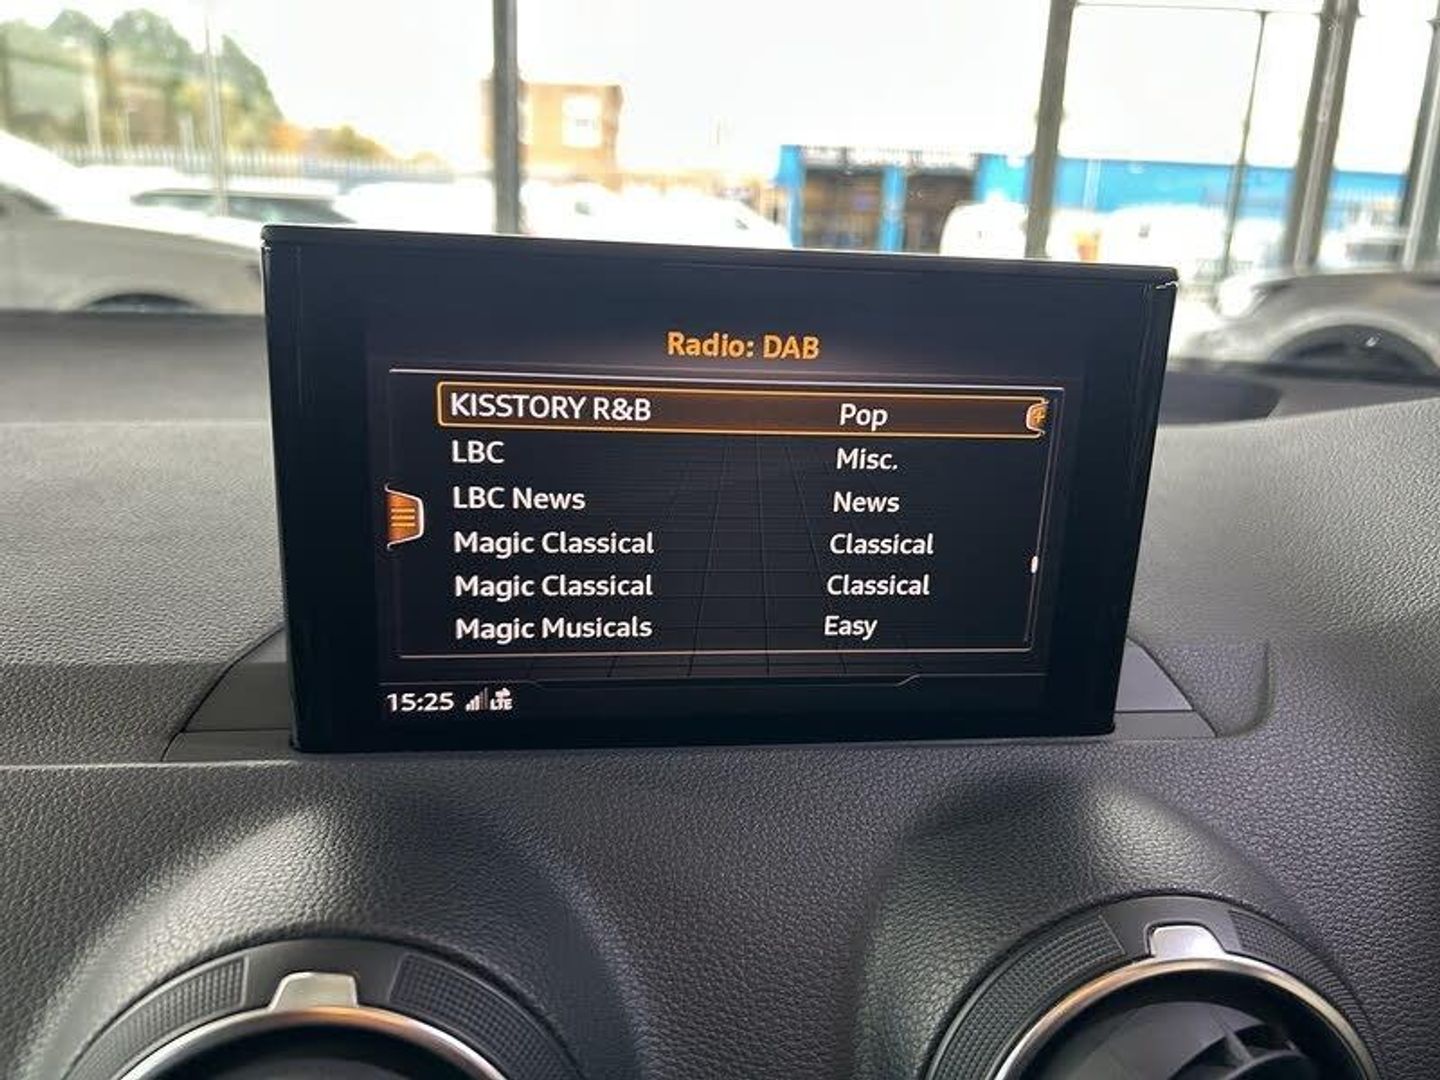 Radio: DAB
KISSTORY R&B Pop
LBC Misc.
LBC News News
Magic Classical Classical
Magic Classical Classical
Magic Musicals Easy
15:25 LTE